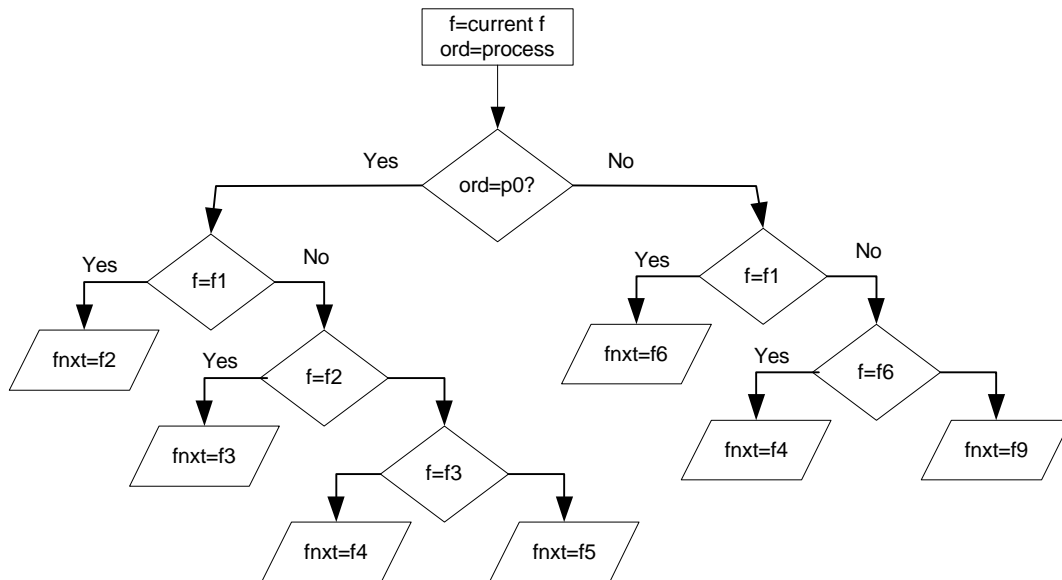 f=current f
ord=process
Yes
No
ord=p0?
Yes
No
f=f1
Yes
No
f=f1
fnxt=f2
Yes
f=f2
fnxt=f6
Yes
f=f6
fnxt=f3
f=f3
fnxt=f4
fnxt=f9
fnxt=f4
fnxt=f5